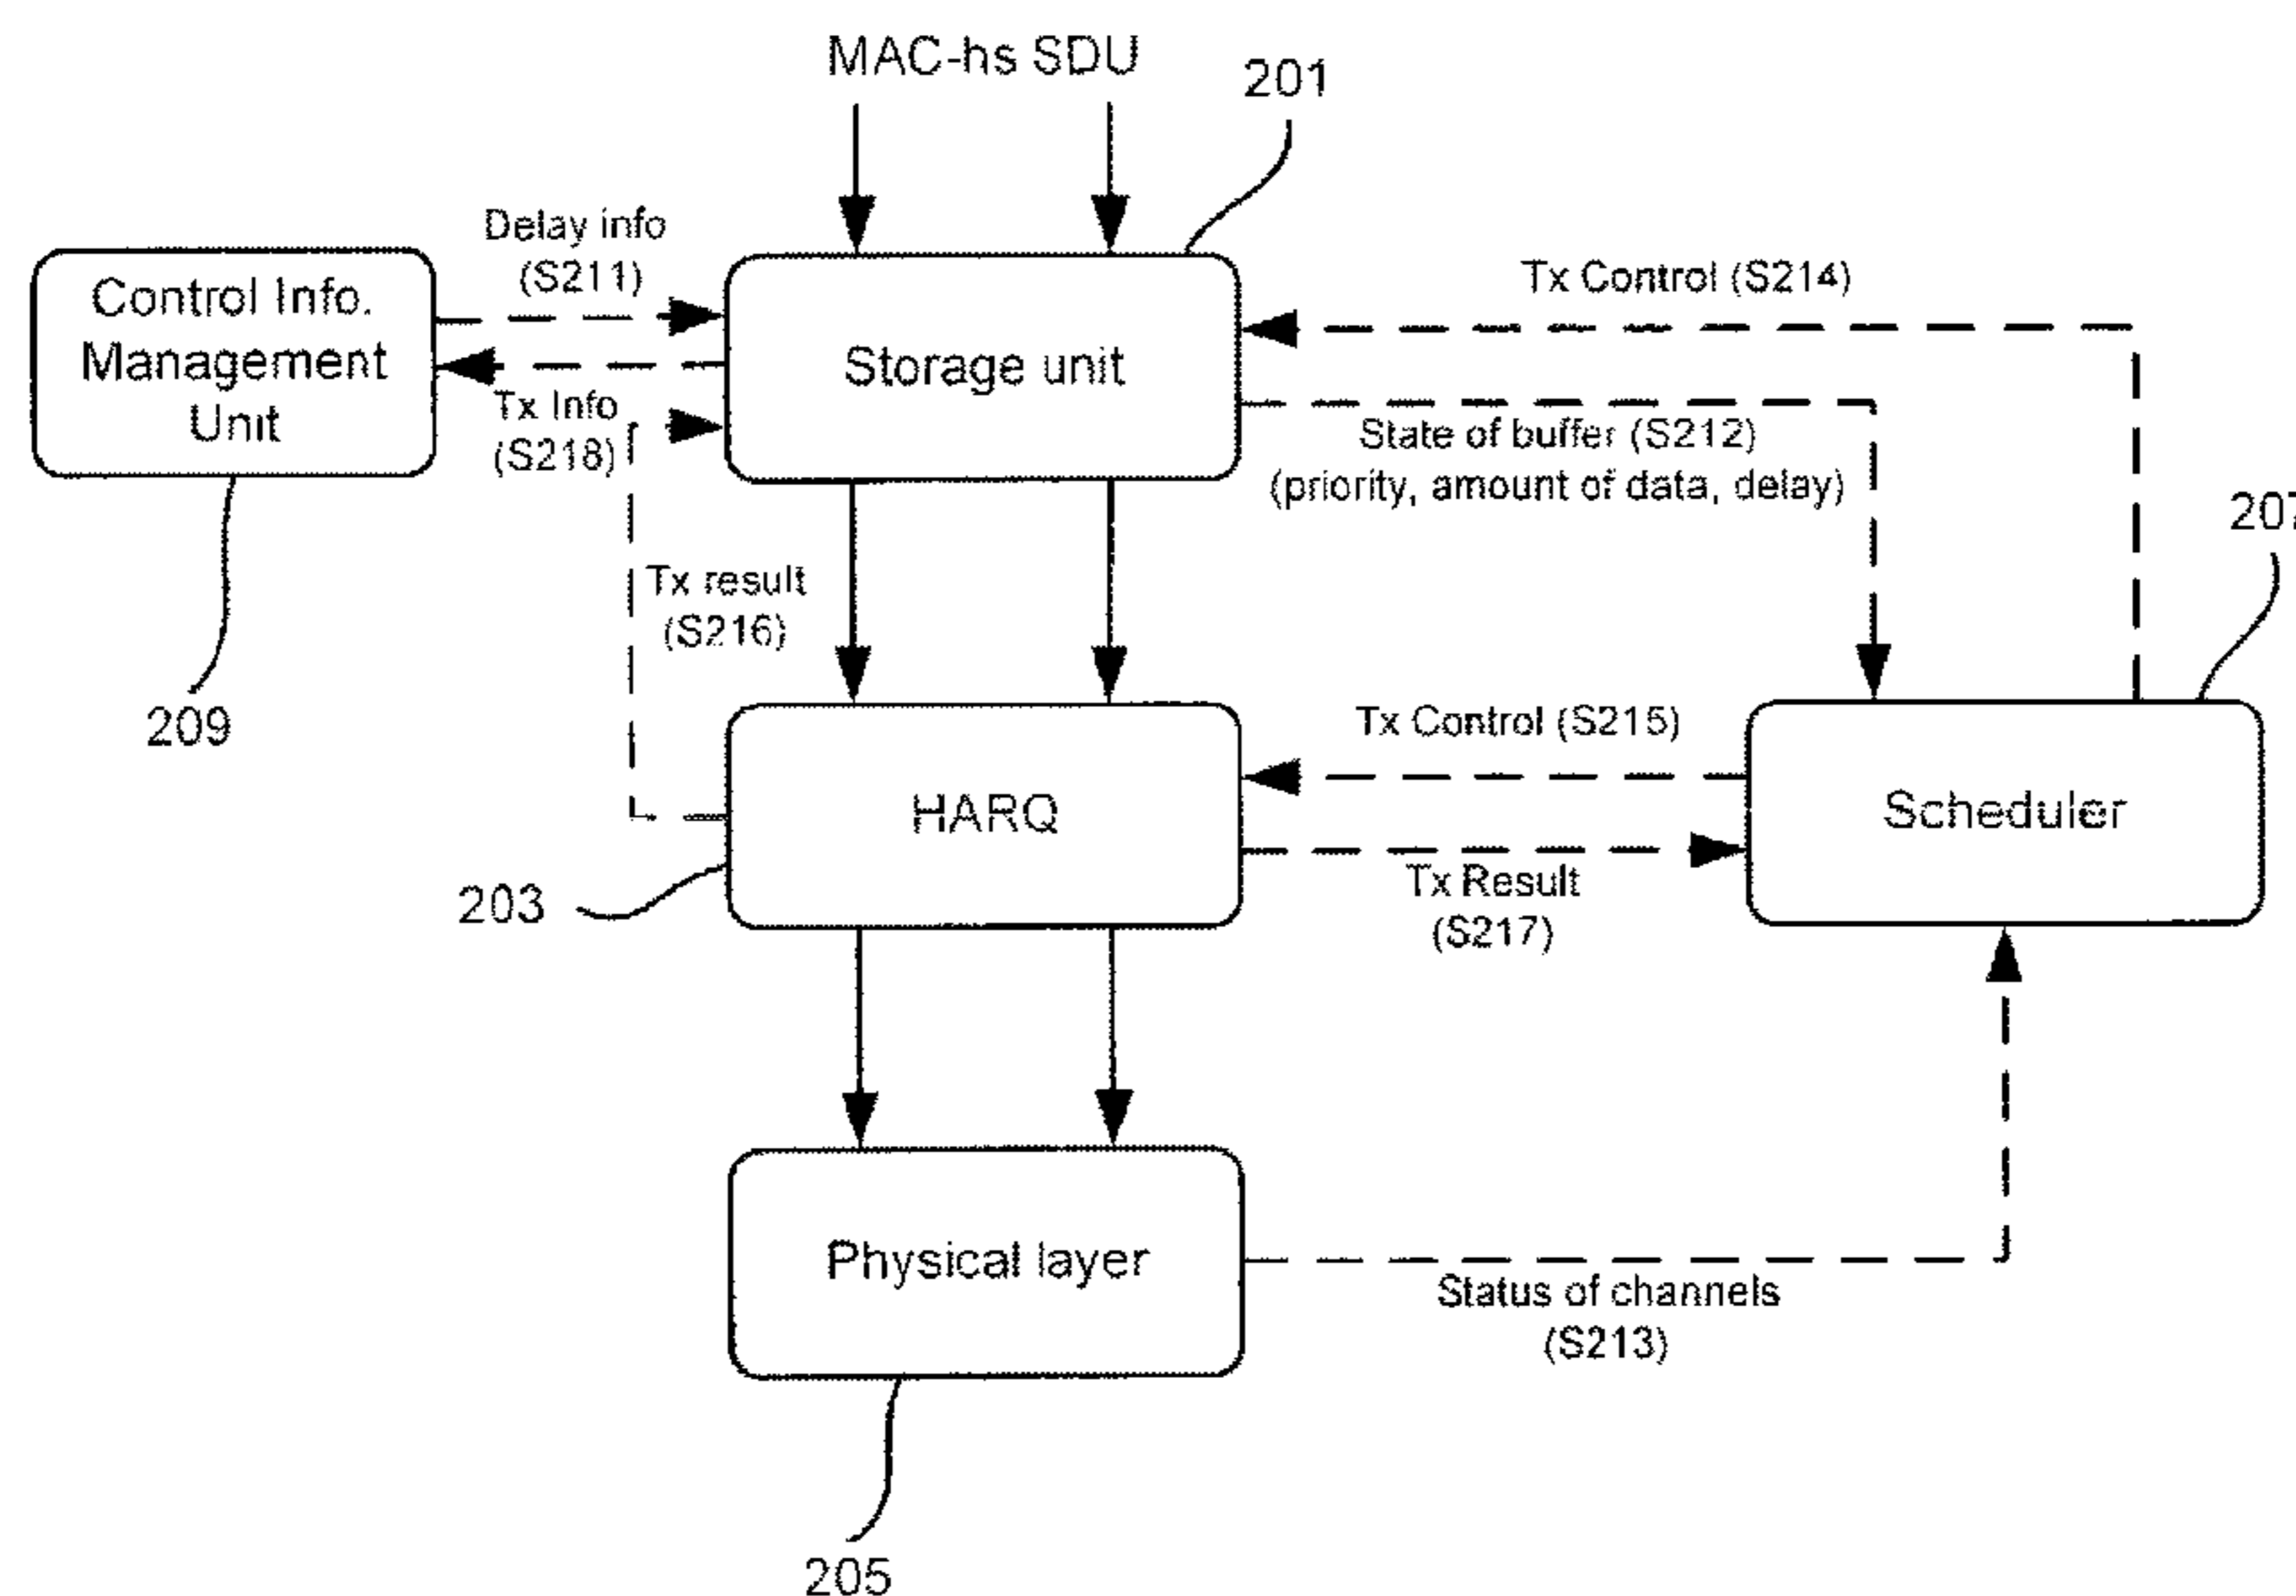 MAC-hs SDU
201
Delay info
(S211)
Control Info.
Management
Unit
Tx Control (S214)
Storage unit
Tx Info
(S218)
State of buffer (S212)
(priority, amount of data, delay)
207
Tx result
(S216)
209
Tx Control (S215)
HARQ
Scheduler
203
Tx Result
(S217)
Physical layer
Status of channels
(S213)
205